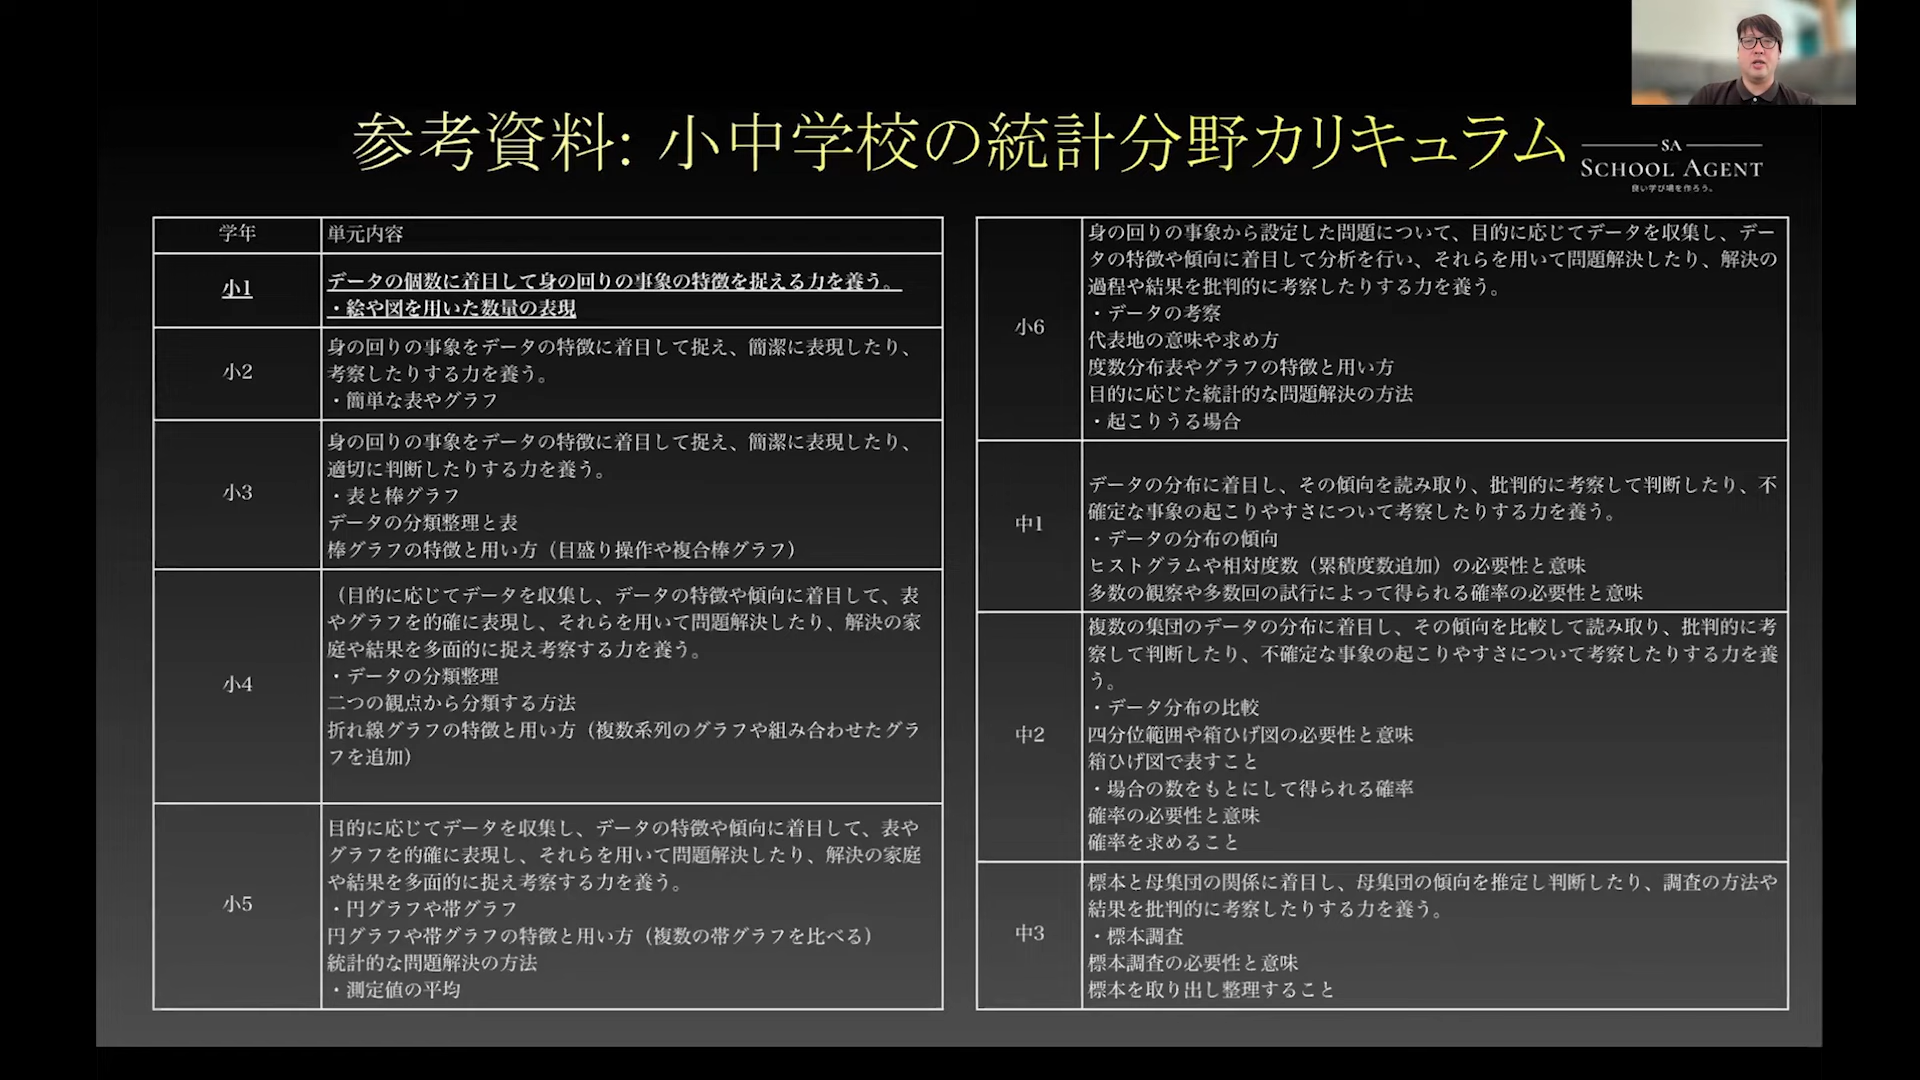 参考資料: 小中学校の統計分野カリキュラム
SA
SCHOOL AGENT
良い学び場を作ろう。
学年
単元内容
小1
データの個数に着目して身の回りの事象の特徴を捉える力を養う。
・絵や図を用いた数量の表現
小2
身の回りの事象をデータの特徴に着目して捉え、簡潔に表現したり、
考察したりする力を養う。
・簡単な表やグラフ
小3
身の回りの事象をデータの特徴に着目して捉え、簡潔に表現したり、
適切に判断したりする力を養う。
・表と棒グラフ
データの分類整理と表
棒グラフの特徴と用い方（目盛り操作や複合棒グラフ）
小4
（目的に応じてデータを収集し、データの特徴や傾向に着目して、表
やグラフを的確に表現し、それらを用いて問題解決したり、解決の家
庭や結果を多面的に捉え考察する力を養う。
・データの分類整理
二つの観点から分類する方法
折れ線グラフの特徴と用い方（複数系列のグラフや組み合わせたグラ
フを追加）
小5
目的に応じてデータを収集し、データの特徴や傾向に着目して、表や
グラフを的確に表現し、それらを用いて問題解決したり、解決の家庭
や結果を多面的に捉え考察する力を養う。
・円グラフや帯グラフ
円グラフや帯グラフの特徴と用い方（複数の帯グラフを比べる）
統計的な問題解決の方法
・測定値の平均
小6
身の回りの事象から設定した問題について、目的に応じてデータを収集し、デー
タの特徴や傾向に着目して分析を行い、それらを用いて問題解決したり、解決の
過程や結果を批判的に考察したりする力を養う。
・データの考察
代表地の意味や求め方
度数分布表やグラフの特徴と用い方
目的に応じた統計的な問題解決の方法
・起こりうる場合
中1
データの分布に着目し、その傾向を読み取り、批判的に考察して判断したり、不
確定な事象の起こりやすさについて考察したりする力を養う。
・データの分布の傾向
ヒストグラムや相対度数（累積度数追加）の必要性と意味
多数の観察や多数回の試行によって得られる確率の必要性と意味
中2
複数の集団のデータの分布に着目し、その傾向を比較して読み取り、批判的に考
察して判断したり、不確定な事象の起こりやすさについて考察したりする力を養
う。
・データ分布の比較
四分位範囲や箱ひげ図の必要性と意味
箱ひげ図で表すこと
・場合の数をもとにして得られる確率
確率の必要性と意味
確率を求めること
中3
標本と母集団の関係に着目し、母集団の傾向を推定し判断したり、調査の方法や
結果を批判的に考察したりする力を養う。
・標本調査
標本調査の必要性と意味
標本を取り出し整理すること